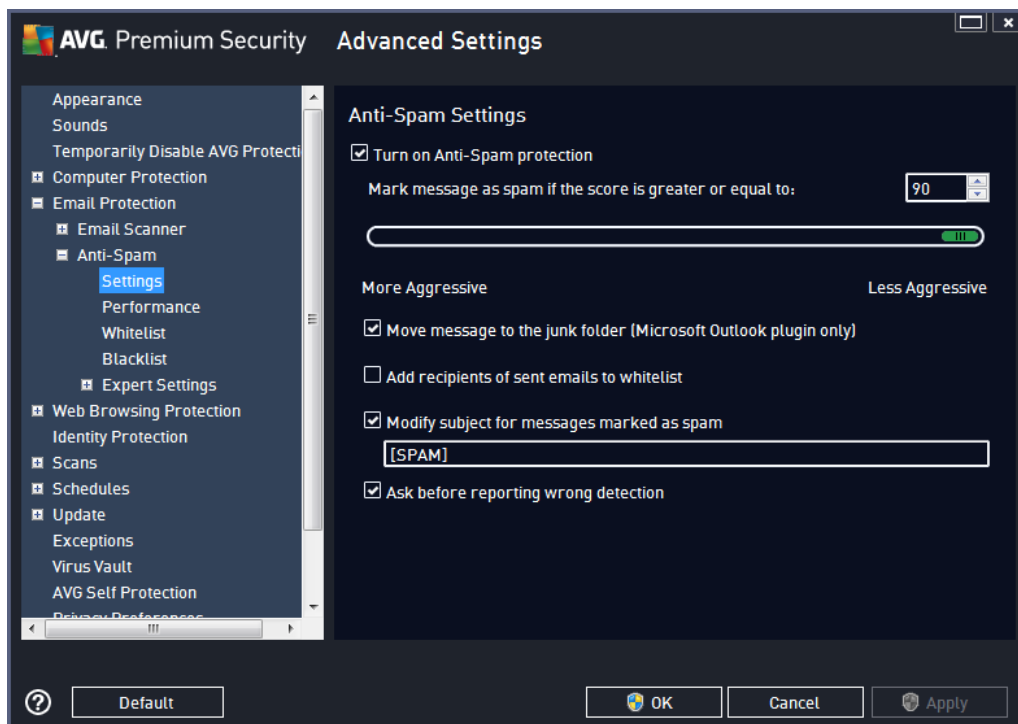 AVG. Premium Security
Advanced Settings
Appearance
Sounds
Temporarily Disable AVG Protecti
Computer Protection
Email Protection
Email Scanner
Anti-Spam
Settings
Performance
Whitelist
Blacklist
Expert Settings
Web Browsing Protection
Identity Protection
Scans
Schedules
Update
Exceptions
Virus Vault
AVG Self Protection
Privacy Preferences
Anti-Spam Settings
Turn on Anti-Spam protection
Mark message as spam if the score is greater or equal to: 90
More Aggressive Less Aggressive
Move message to the junk folder (Microsoft Outlook plugin only)
Add recipients of sent emails to whitelist
Modify subject for messages marked as spam
[SPAM]
Ask before reporting wrong detection
? Default OK Cancel Apply